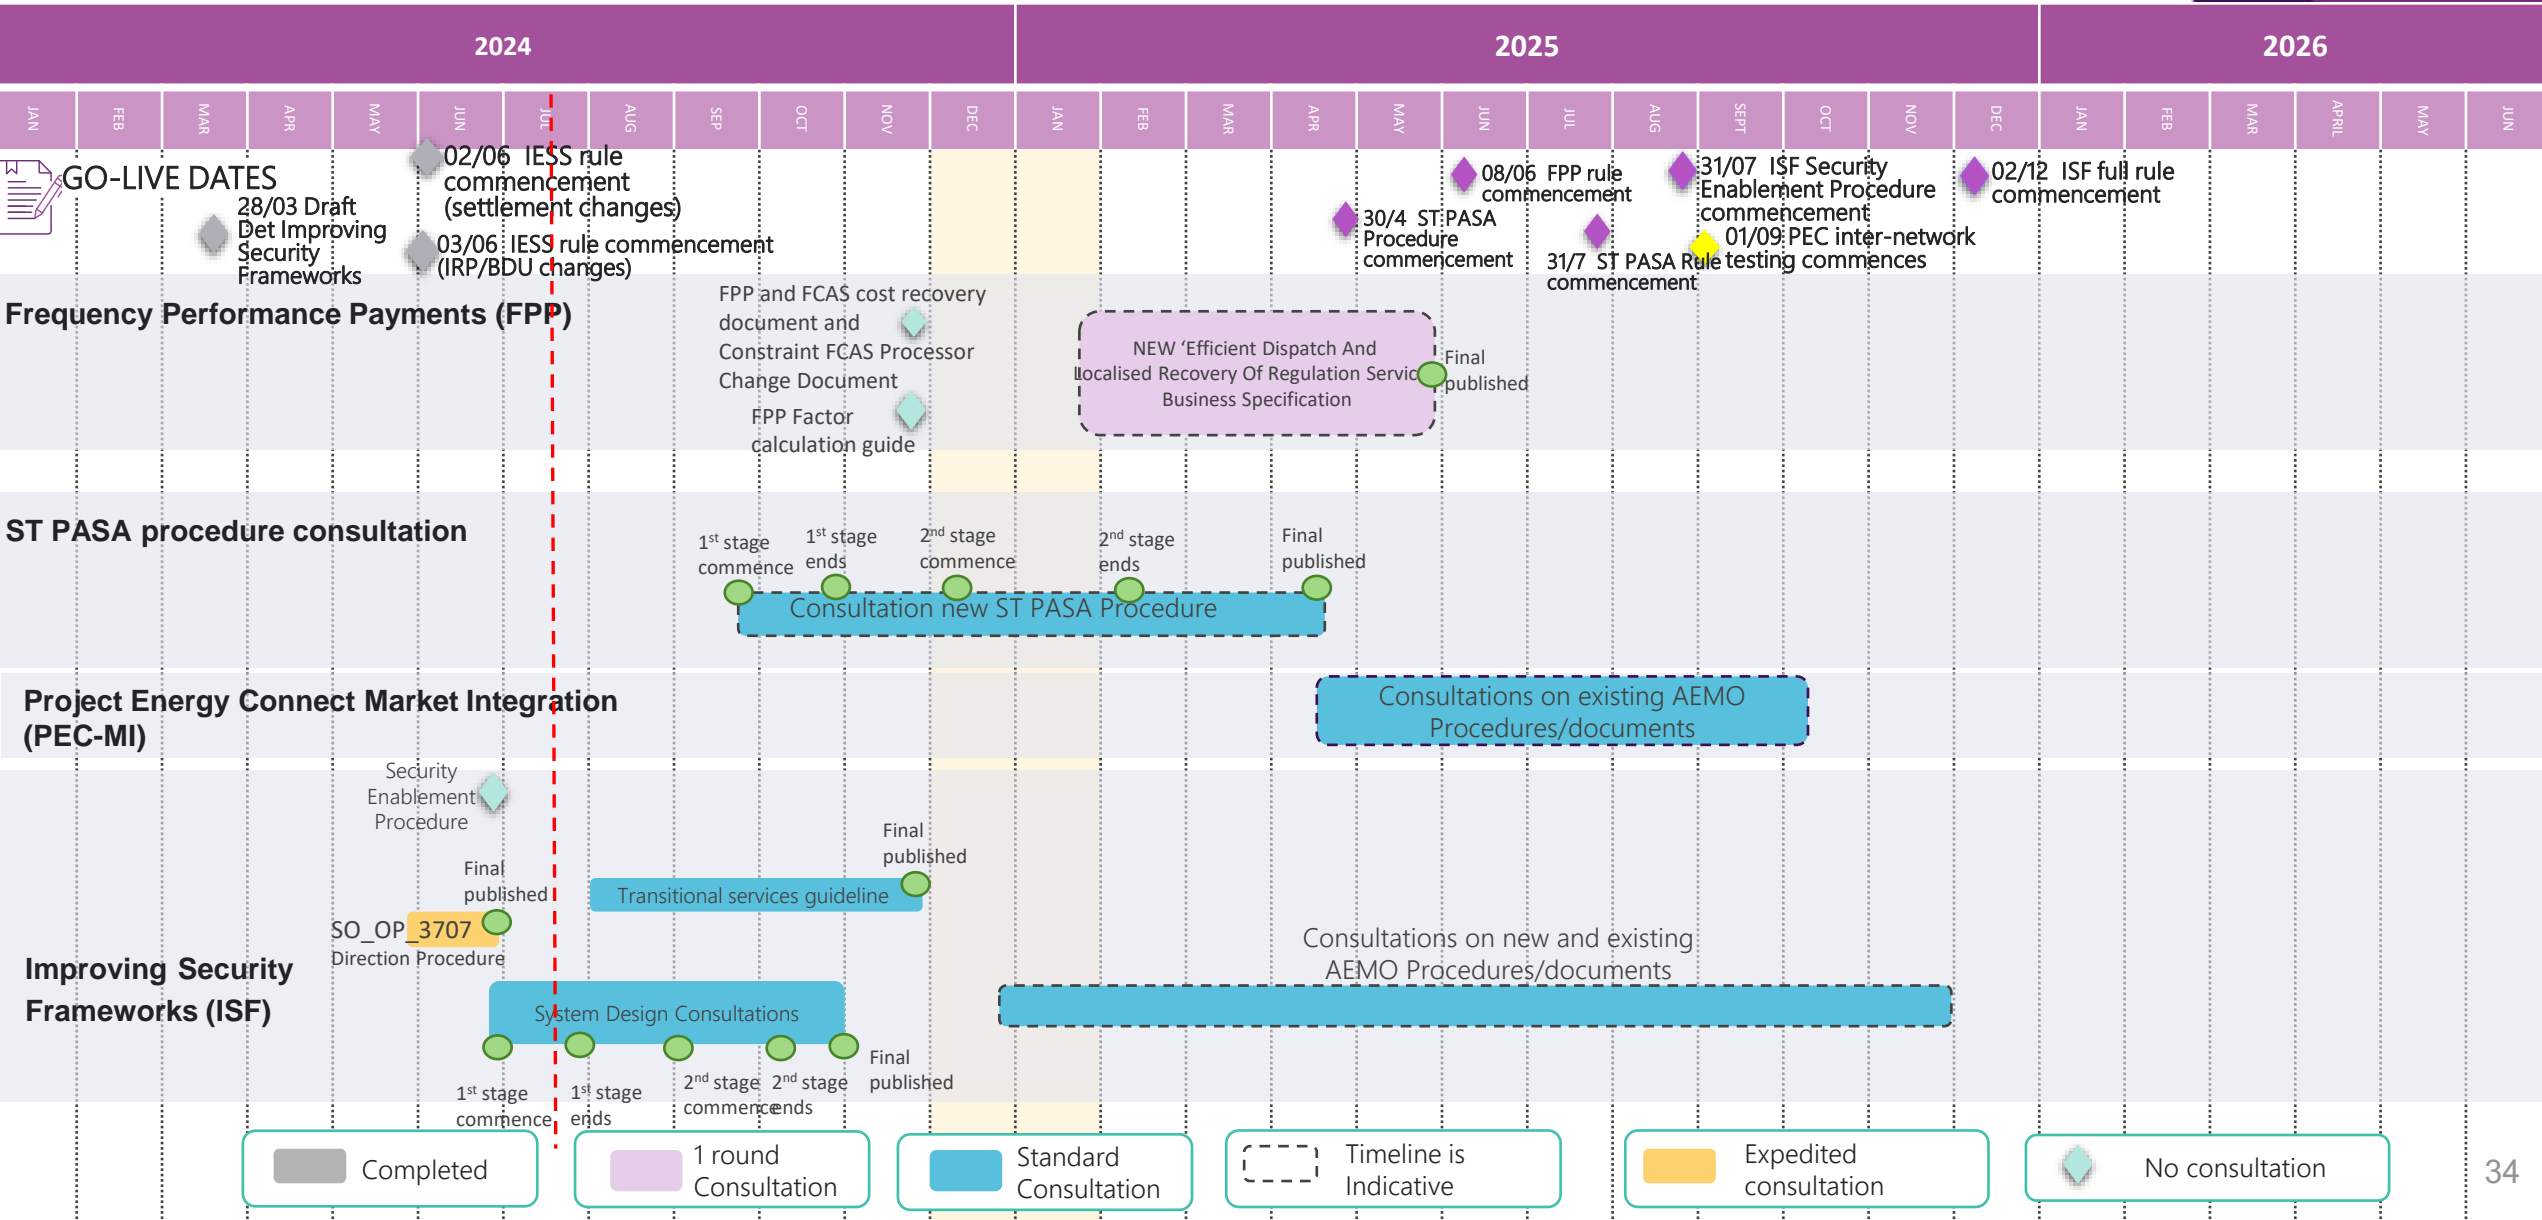 2024
2025
2026
JAN
FEB
MAR
APR
MAY
JUN
JUL
AUG
SEP
OCT
NOV
DEC
JAN
FEB
MAR
APR
MAY
JUN
JUL
AUG
SEPT
OCT
NOV
DEC
JAN
FEB
MAR
APRIL
MAY
JUN
GO-LIVE DATES
28/03 Draft
Det Improving
Security
Frameworks
02/06 IESS rule
commencement
(settlement changes)
03/06 IESS rule commencement
(IRP/BDU changes)
30/4 ST PASA
Procedure
commencement
08/06 FPP rule
commencement
31/7 ST PASA Rule
commencement
31/07 ISF Security
Enablement Procedure
commencement
01/09 PEC inter-network
testing commences
02/12 ISF full rule
commencement
Frequency Performance Payments (FPP)
FPP and FCAS cost recovery
document and
Constraint FCAS Processor
Change Document
FPP Factor
calculation guide
NEW ‘Efficient Dispatch And
Localised Recovery Of Regulation Servic
Business Specification
Final
published
ST PASA procedure consultation
1st stage
commence
1st stage
ends
2nd stage
commence
2nd stage
ends
Final
published
Consultation new ST PASA Procedure
Project Energy Connect Market Integration
(PEC-MI)
Consultations on existing AEMO
Procedures/documents
Improving Security
Frameworks (ISF)
Security
Enablement
Procedure
Final
published
SO_OP_3707
Direction Procedure
Transitional services guideline
Final
published
System Design Consultations
1st stage
commence
1st stage
ends
2nd stage
commence
2nd stage
ends
Final
published
Consultations on new and existing
AEMO Procedures/documents
Completed
1 round
Consultation
Standard
Consultation
Timeline is
Indicative
Expedited
consultation
No consultation
34